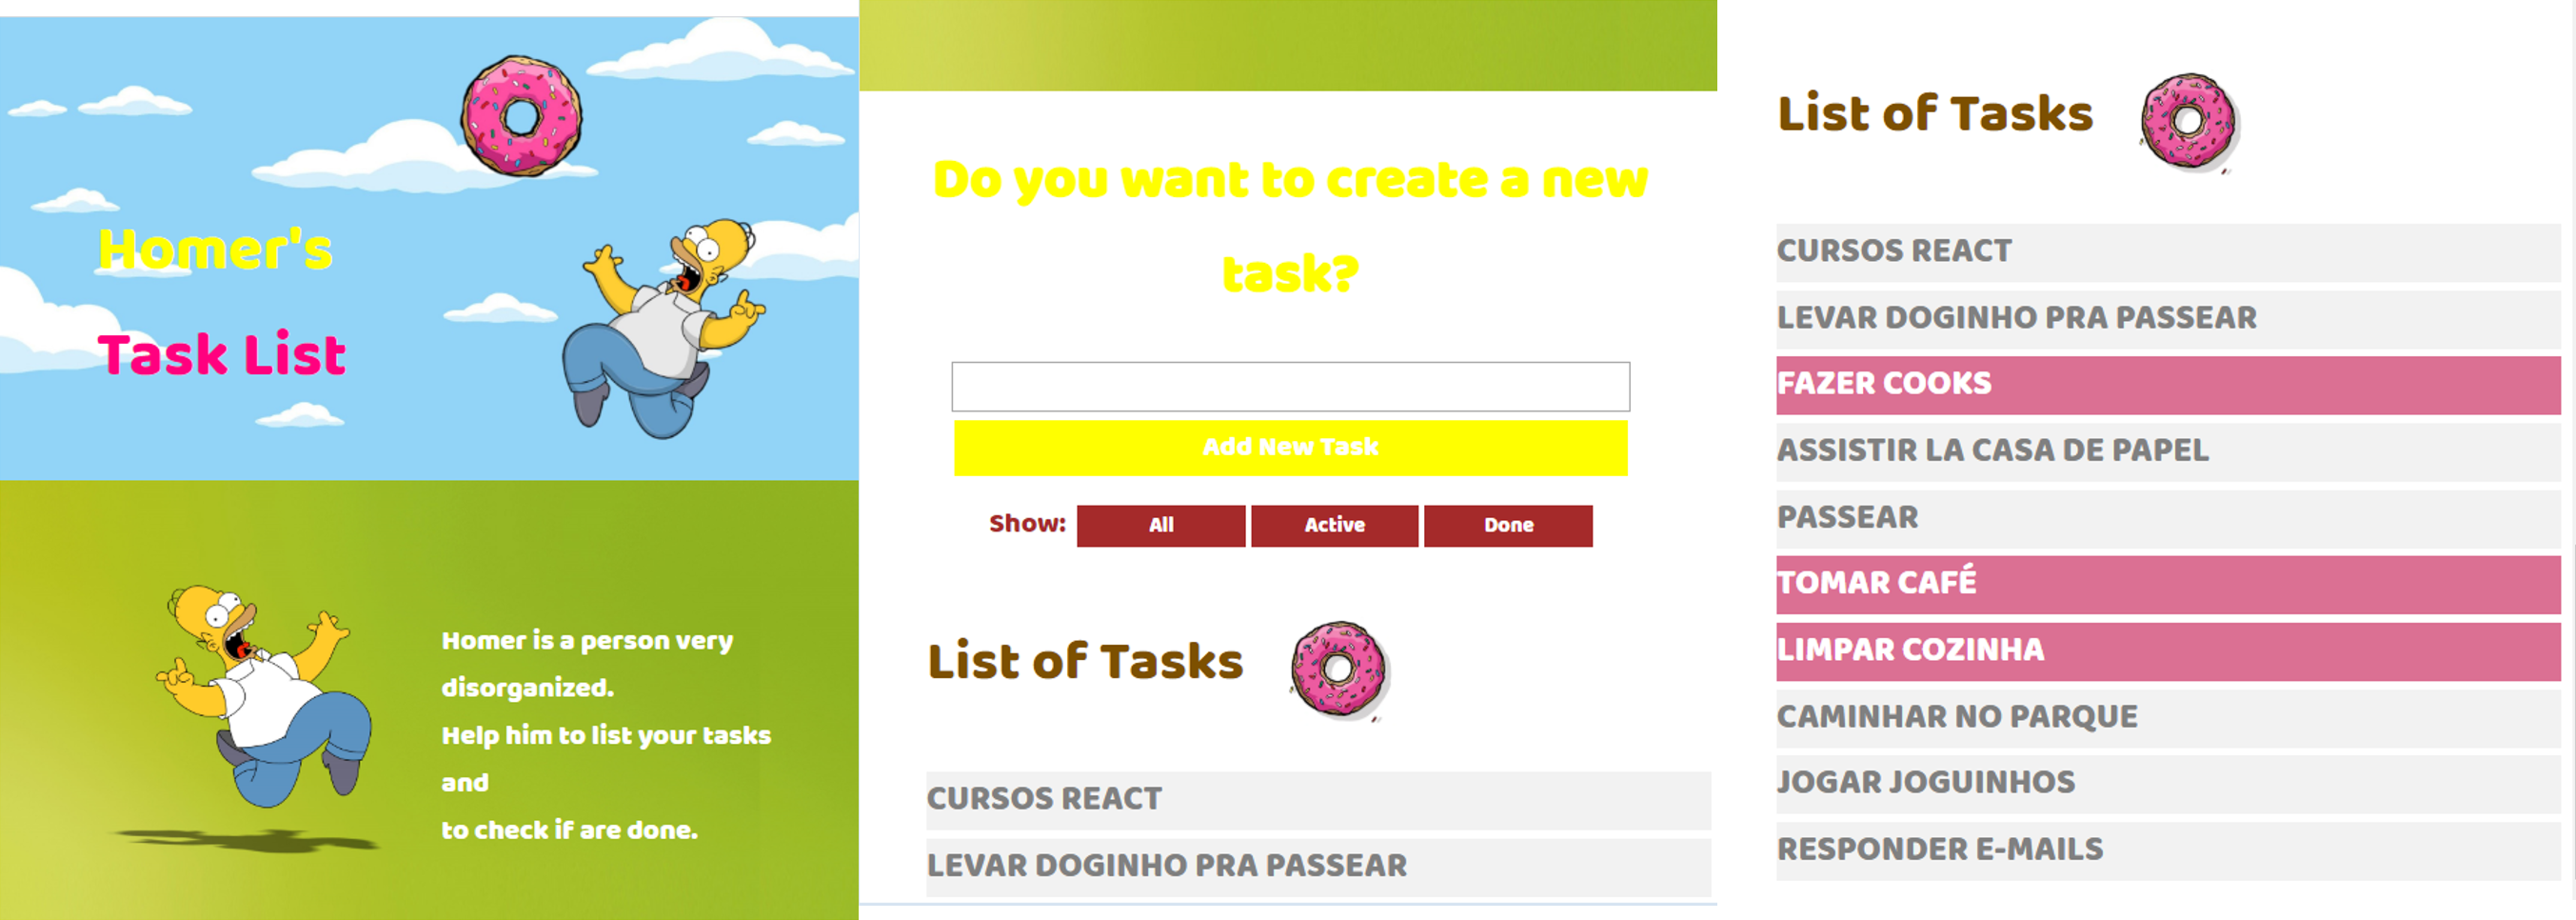 Homer's
Task List
Homer is a person very
disorganized.
Help him to list your tasks
and
to check if are done.
Do you want to create a new
task?
Add New Task
Show: All Active Done
List of Tasks
CURSOS REACT
LEVAR DOGINHO PRA PASSEAR
List of Tasks
CURSOS REACT
LEVAR DOGINHO PRA PASSEAR
FAZER COOKS
ASSISTIR LA CASA DE PAPEL
PASSEAR
TOMAR CAFÉ
LIMPAR COZINHA
CAMINHAR NO PARQUE
JOGAR JOGUINHOS
RESPONDER E-MAILS